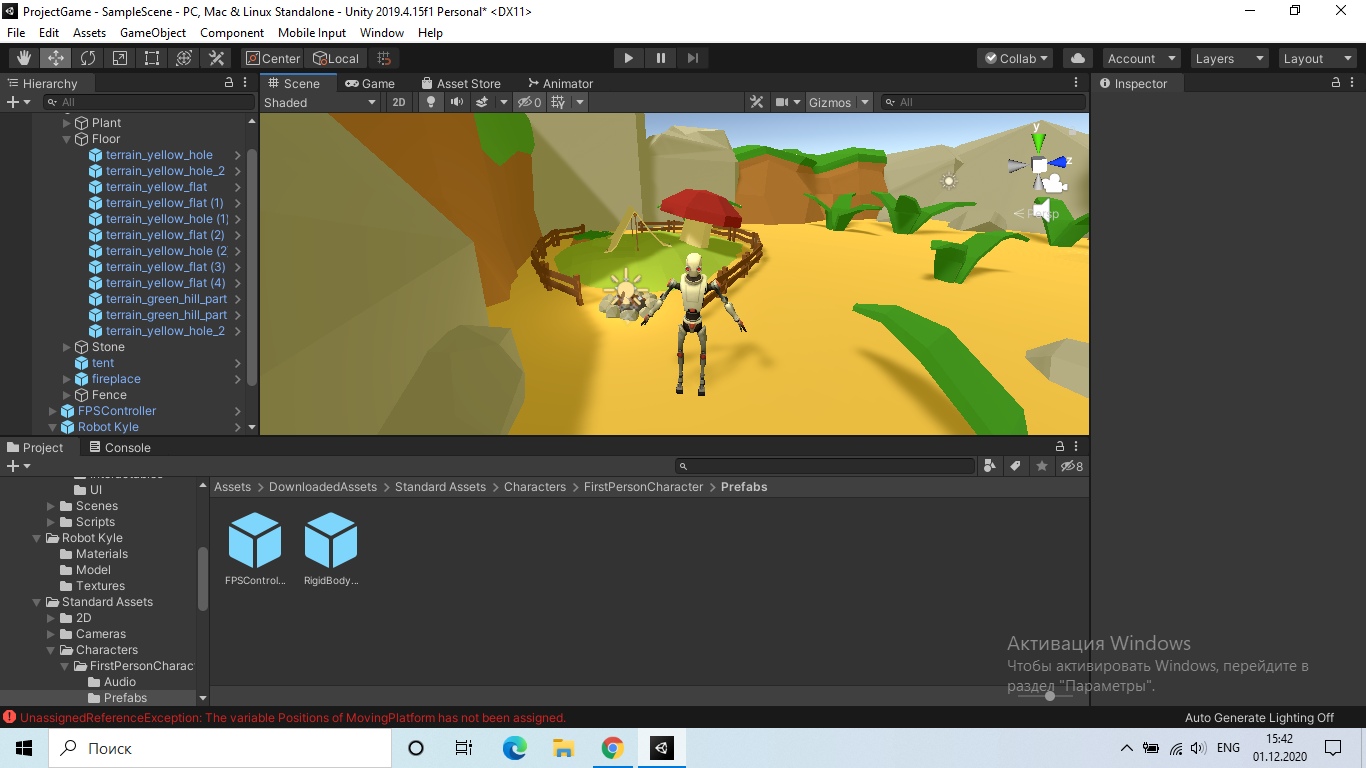 ProjectGame - SampleScene - PC, Mac & Linux Standalone - Unity 2019.4.15f1 Personal* <DX11>
File Edit Assets GameObject Component Mobile Input Window Help
Center Local Collab Account Layers Layout
Hierarchy Scene Game Asset Store Animator Inspector
All Shaded 2D 0 Gizmos All
Plant
Floor
terrain_yellow_hole
terrain_yellow_hole_2
terrain_yellow_flat
terrain_yellow_flat (1)
terrain_yellow_hole (1)
terrain_yellow_flat (2)
terrain_yellow_hole (2)
terrain_yellow_flat (3)
terrain_yellow_flat (4)
terrain_green_hill_part
terrain_green_hill_part
terrain_yellow_hole_2
Stone
tent
fireplace
Fence
FPSController
Robot Kyle
y
z
Persp
Project Console
8
UI
Scenes
Scripts
Robot Kyle
Materials
Model
Textures
Standard Assets
2D
Cameras
Characters
FirstPersonCharac
Audio
Prefabs
Assets > DownloadedAssets > Standard Assets > Characters > FirstPersonCharacter > Prefabs
FPSControl... RigidBody...
Активация Windows
Чтобы активировать Windows, перейдите в
раздел "Параметры".
UnassignedReferenceException: The variable Positions of MovingPlatform has not been assigned.
Auto Generate Lighting Off
Поиск
ENG
15:42
01.12.2020